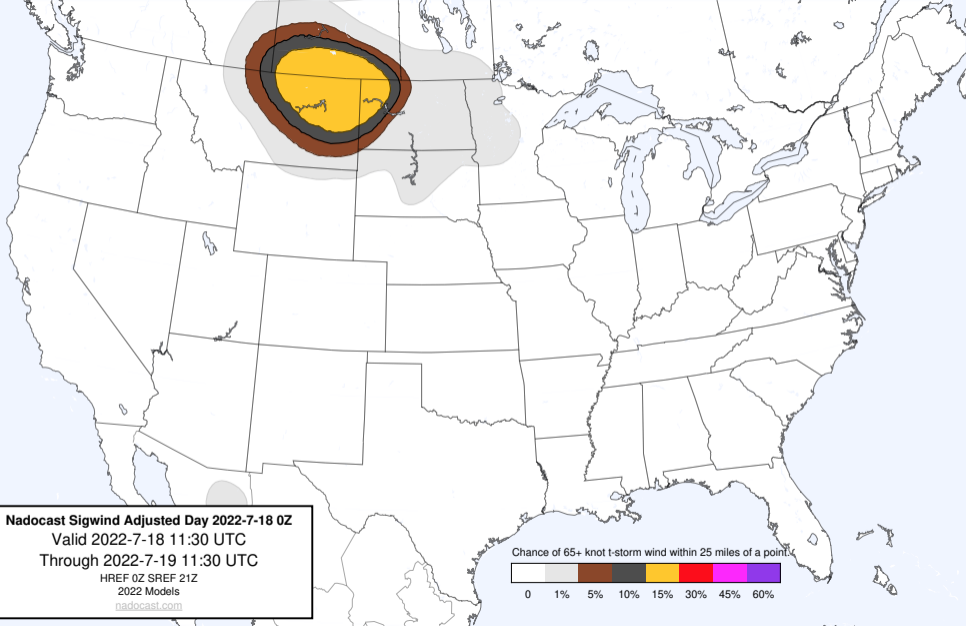 Nadocast Sigwind Adjusted Day 2022-7-18 0Z
Valid 2022-7-18 11:30 UTC
Through 2022-7-19 11:30 UTC
HREF 0Z SREF 21Z
2022 Models
nadocast.com
Chance of 65+ knot t-storm wind within 25 miles of a point.
0 1% 5% 10% 15% 30% 45% 60%